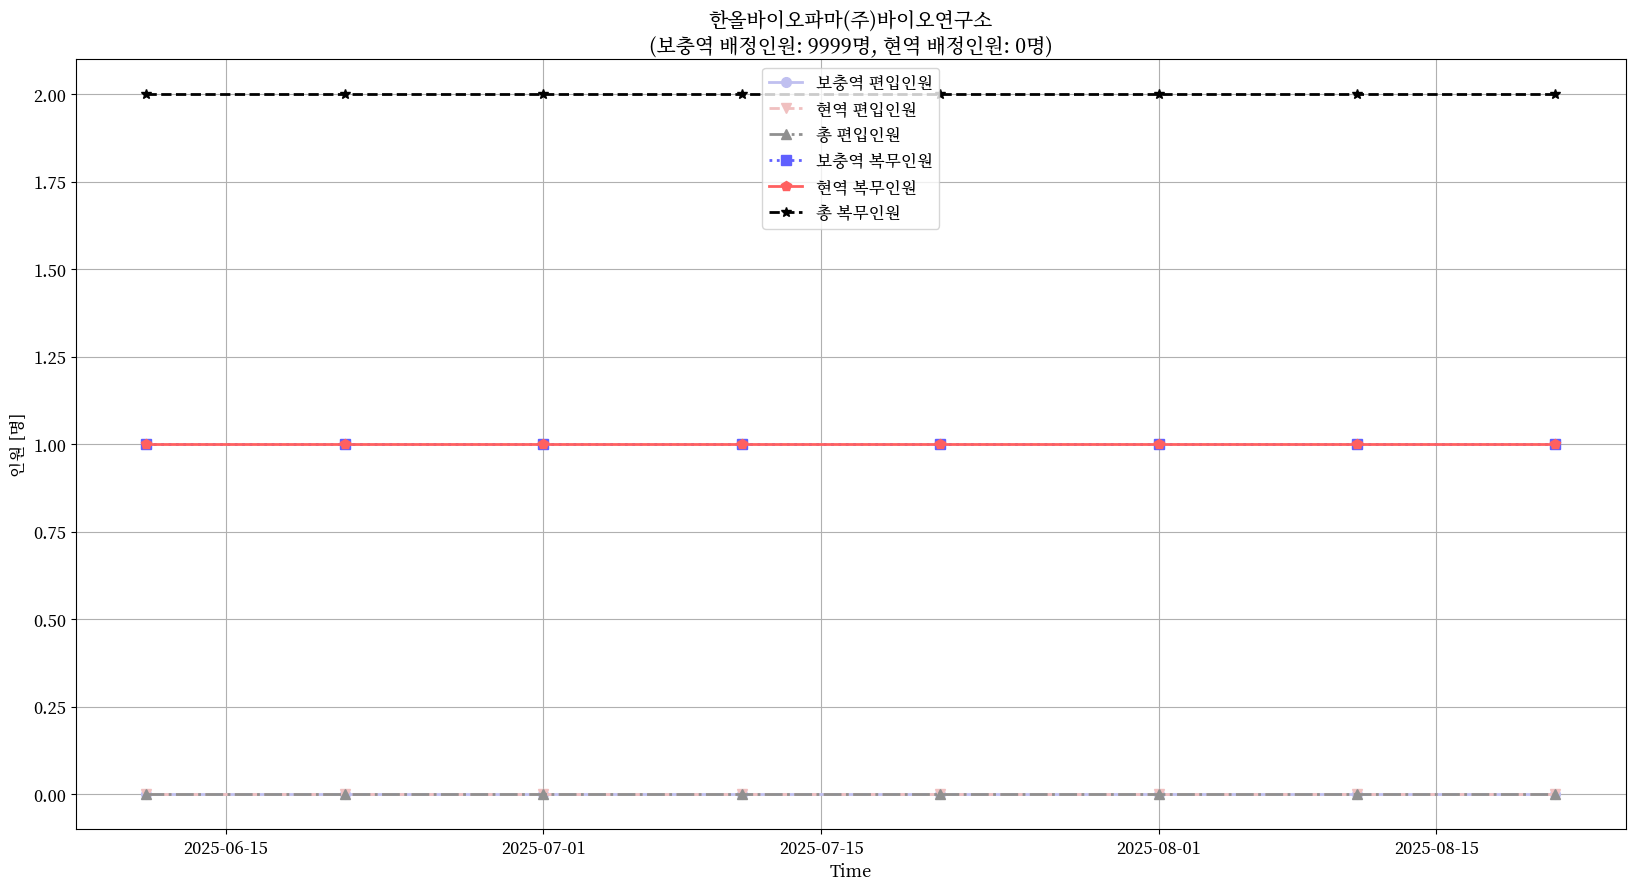 한올바이오파마(주)바이오연구소
(보충역 배정인원: 9999명, 현역 배정인원: 0명)
보충역 편입인원
현역 편입인원
총 편입인원
보충역 복무인원
현역 복무인원
총 복무인원
인원 [명]
2.00
1.75
1.50
1.25
1.00
0.75
0.50
0.25
0.00
2025-06-15
2025-07-01
2025-07-15
2025-08-01
2025-08-15
Time